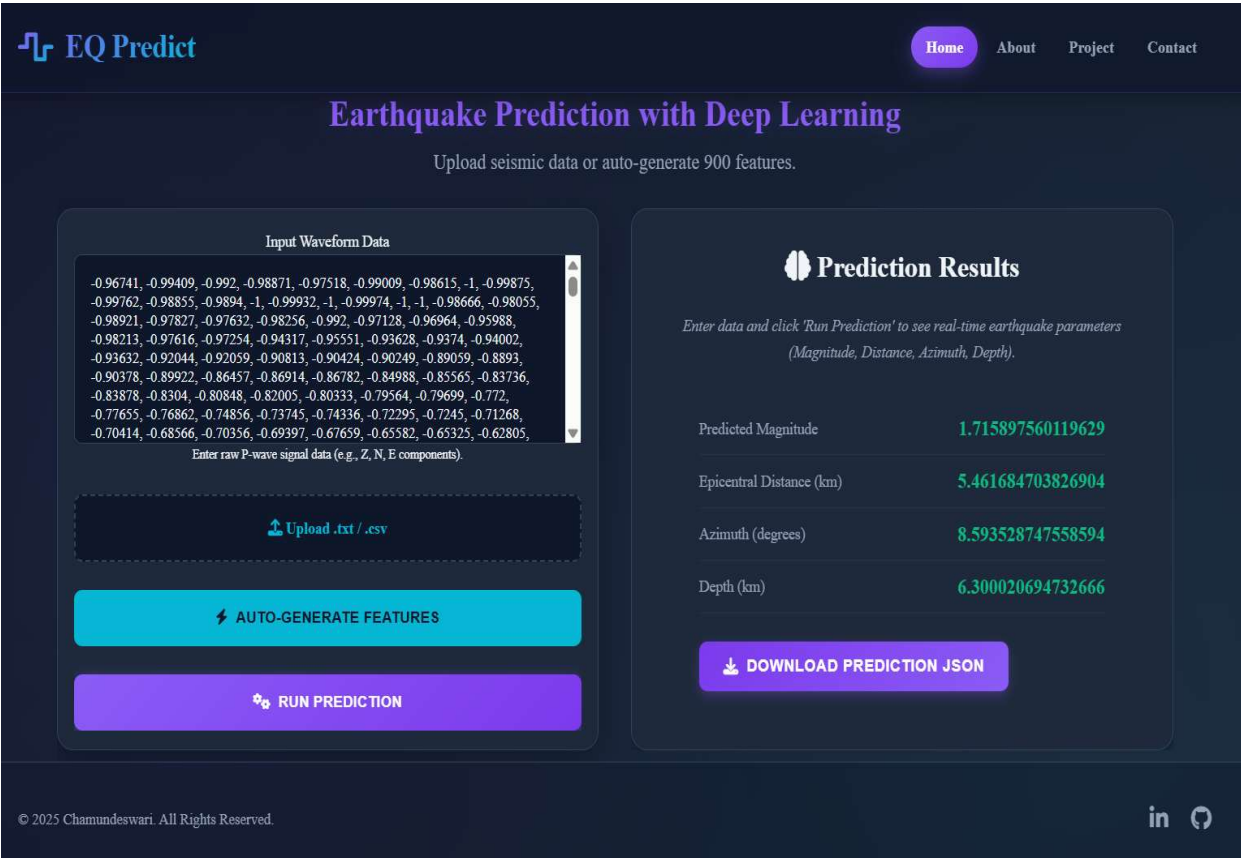 EQ Predict
Home About Project Contact
Earthquake Prediction with Deep Learning
Upload seismic data or auto-generate 900 features.
Input Waveform Data
-0.96741, -0.99409, -0.992, -0.98871, -0.97518, -0.99009, -0.98615, -1, -0.99875,
-0.99762, -0.98855, -0.9894, -1, -0.99932, -1, -0.99974, -1, -1, -0.98666, -0.98055,
-0.98921, -0.97827, -0.97632, -0.98256, -0.992, -0.97128, -0.96964, -0.95988,
-0.98213, -0.97616, -0.97254, -0.94317, -0.95551, -0.93628, -0.9374, -0.94002,
-0.93632, -0.92044, -0.92059, -0.90813, -0.90424, -0.90249, -0.89059, -0.8893,
-0.90378, -0.89922, -0.86457, -0.86914, -0.86782, -0.84988, -0.85565, -0.83736,
-0.83878, -0.8304, -0.80848, -0.82005, -0.80333, -0.79564, -0.79699, -0.772,
-0.77655, -0.76862, -0.74856, -0.73745, -0.74336, -0.72295, -0.7245, -0.71268,
-0.70414, -0.68566, -0.70356, -0.69397, -0.67659, -0.65582, -0.65325, -0.62805,
Enter raw P-wave signal data (e.g., Z, N, E components).
Upload .txt / .csv
AUTO-GENERATE FEATURES
RUN PREDICTION
Prediction Results
Enter data and click 'Run Prediction' to see real-time earthquake parameters
(Magnitude, Distance, Azimuth, Depth).
Predicted Magnitude 1.715897560119629
Epicentral Distance (km) 5.461684703826904
Azimuth (degrees) 8.593528747558594
Depth (km) 6.300020694732666
DOWNLOAD PREDICTION JSON
© 2025 Chamundeswari. All Rights Reserved.
in